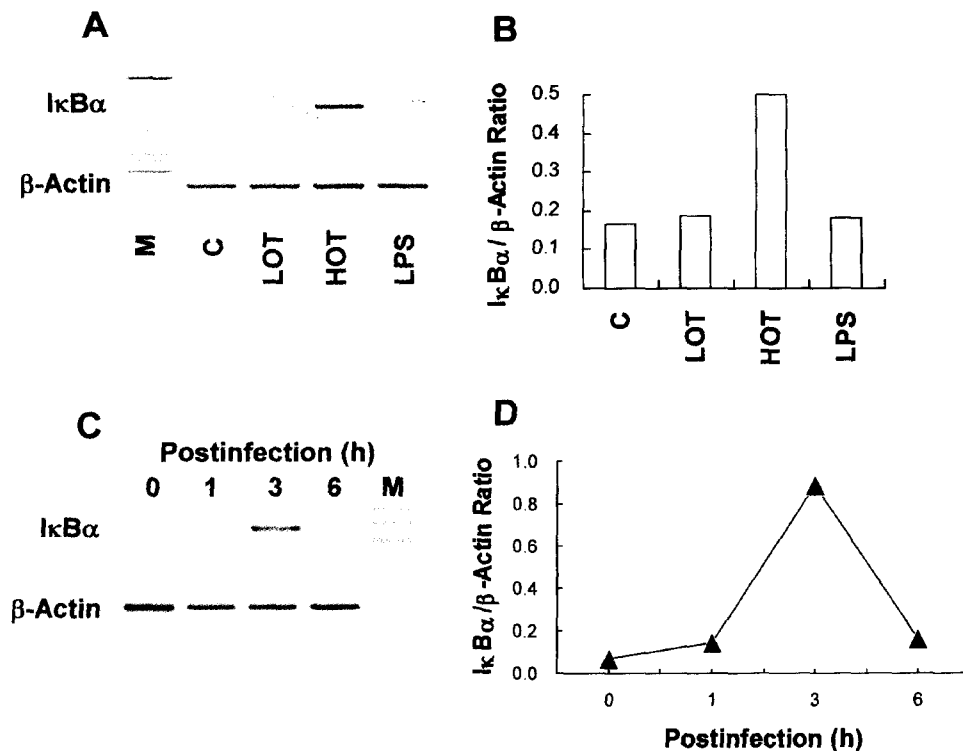 A
IκBα
β-Actin
M
C
LOT
HOT
LPS
B
IκBα/ β-Actin Ratio
0.5
0.4
0.3
0.2
0.1
0.0
C
LOT
HOT
LPS
C
Postinfection (h)
0 1 3 6 M
IκBα
β-Actin
D
IκBα/β-Actin Ratio
1.0
0.8
0.6
0.4
0.2
0.0
0 1 3 6
Postinfection (h)